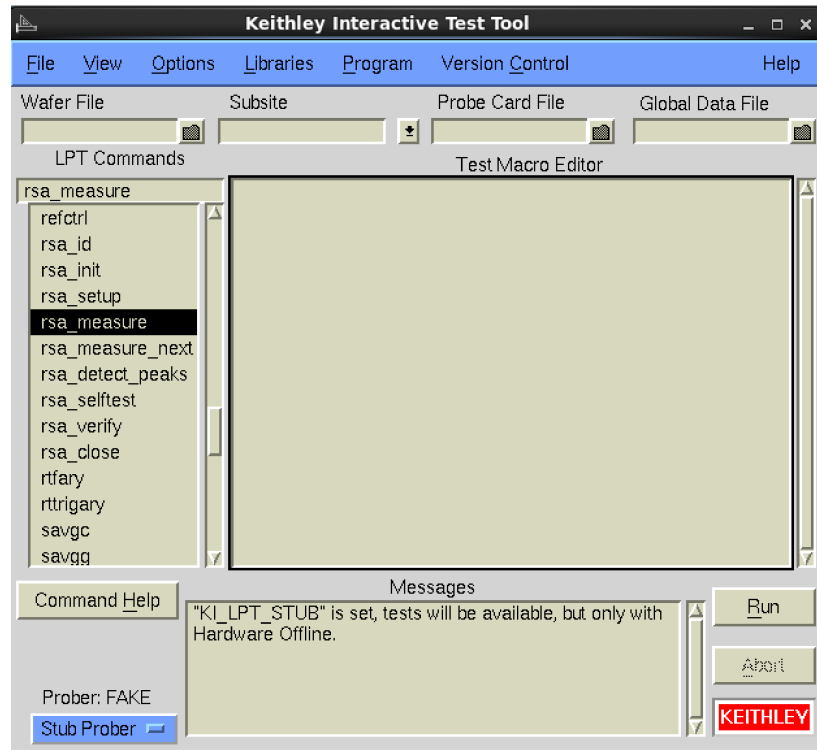 Keithley Interactive Test Tool
File View Options Libraries Program Version Control Help
Wafer File Subsite Probe Card File Global Data File
LPT Commands
Test Macro Editor
rsa_measure
refctrl
rsa_id
rsa_init
rsa_setup
rsa_measure
rsa_measure_next
rsa_detect_peaks
rsa_selftest
rsa_verify
rsa_close
rtfary
rttrigary
savgc
savgg
Command Help
Messages
"KI_LPT_STUB" is set, tests will be available, but only with
Hardware Offline.
Run
Abort
Prober: FAKE
Stub Prober
KEITHLEY